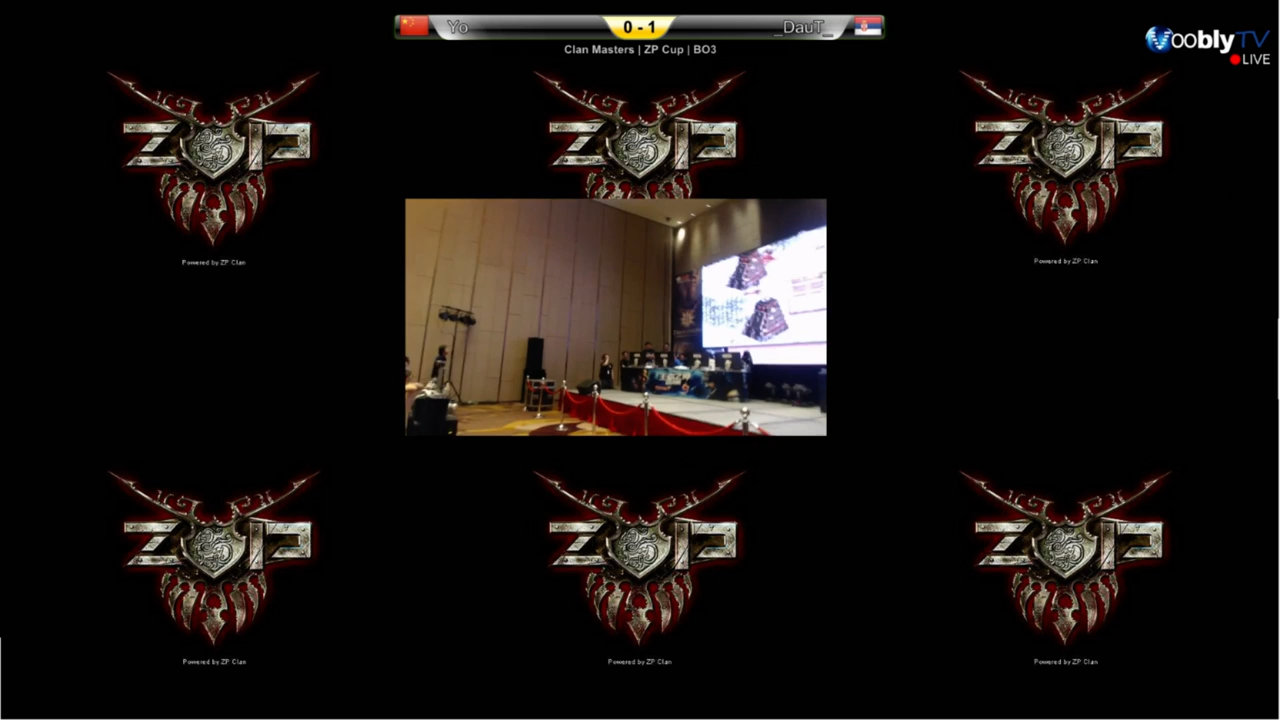 Yo 0 - 1 _DauT_
Clan Masters | ZP Cup | BO3
VooblyTV
LIVE
ZP
ZP
ZP
Powered by ZP Clan
Powered by ZP Clan
ZP
ZP
ZP
Powered by ZP Clan
Powered by ZP Clan
Powered by ZP Clan